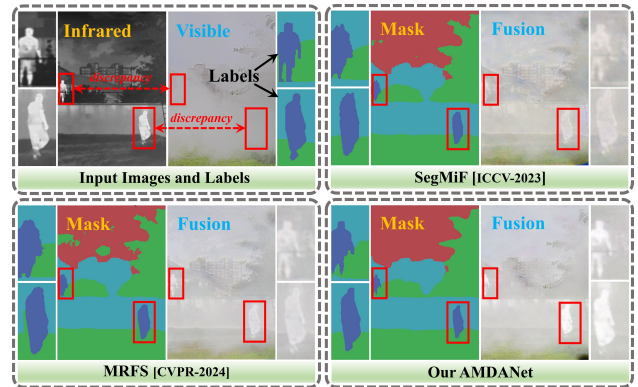 Infrared
Visible
discrepancy
Labels
discrepancy
Input Images and Labels
Mask
Fusion
SegMiF [ICCV-2023]
Mask
Fusion
MRFS [CVPR-2024]
Mask
Fusion
Our AMDANet